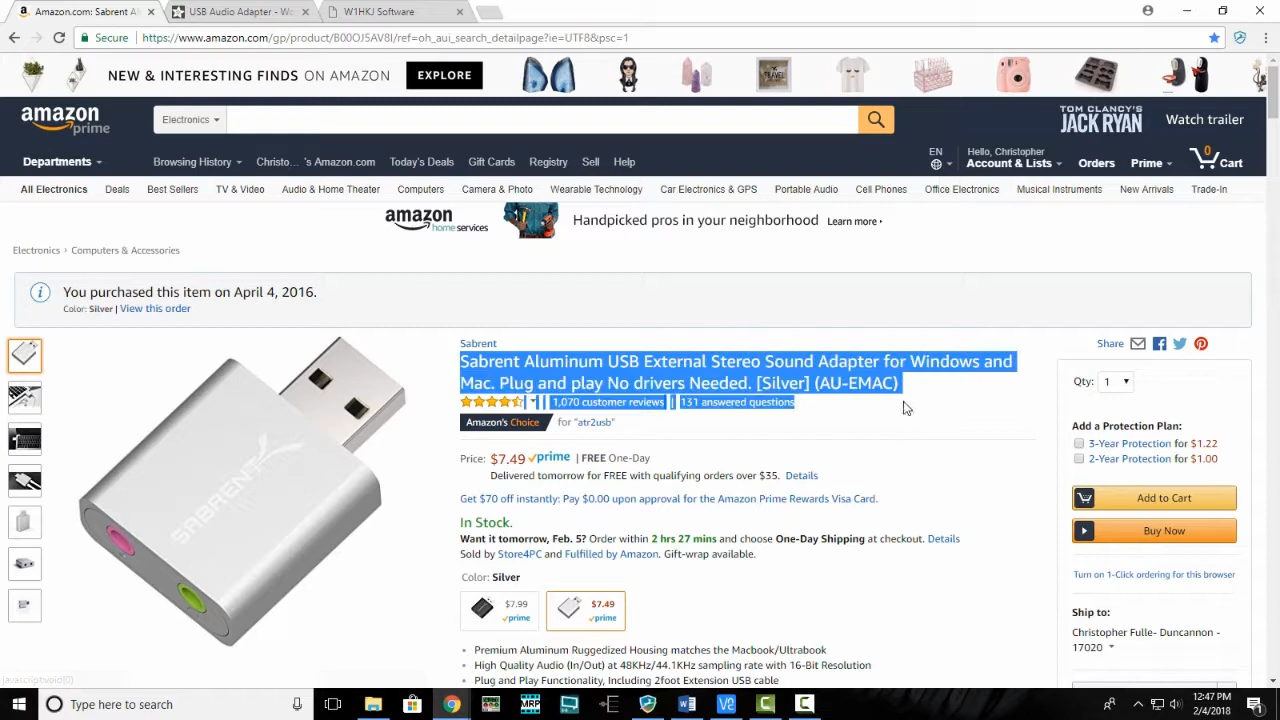 Amazon.com: Sabrent Al
USB Audio Adapter - Wo
W1HKJ Software
Secure
https://www.amazon.com/gp/product/B00OJ5AV8I/ref=oh_aui_search_detailpage?ie=UTF8&psc=1
NEW & INTERESTING FINDS ON AMAZON
EXPLORE
TRAVEL
amazon prime
Electronics
TOM CLANCY'S JACK RYAN
Watch trailer
Departments
Browsing History
Christo... 's Amazon.com
Today's Deals
Gift Cards
Registry
Sell
Help
EN
Hello, Christopher
Account & Lists
Orders
Prime
0
Cart
All Electronics
Deals
Best Sellers
TV & Video
Audio & Home Theater
Computers
Camera & Photo
Wearable Technology
Car Electronics & GPS
Portable Audio
Cell Phones
Office Electronics
Musical Instruments
New Arrivals
Trade-In
amazon home services
Handpicked pros in your neighborhood Learn more ›
Electronics › Computers & Accessories
i
You purchased this item on April 4, 2016.
Color: Silver | View this order
SABRENT
Sabrent
Sabrent Aluminum USB External Stereo Sound Adapter for Windows and
Mac. Plug and play No drivers Needed. [Silver] (AU-EMAC)
1,070 customer reviews | 131 answered questions
Amazon's Choice for "atr2usb"
Price: $7.49 prime | FREE One-Day
Delivered tomorrow for FREE with qualifying orders over $35. Details
Get $70 off instantly: Pay $0.00 upon approval for the Amazon Prime Rewards Visa Card.
In Stock.
Want it tomorrow, Feb. 5? Order within 2 hrs 27 mins and choose One-Day Shipping at checkout. Details
Sold by Store4PC and Fulfilled by Amazon. Gift-wrap available.
Color: Silver
$7.99
prime
$7.49
prime
• Premium Aluminum Ruggedized Housing matches the Macbook/Ultrabook
• High Quality Audio (In/Out) at 48KHz/44.1KHz sampling rate with 16-Bit Resolution
• Plug and Play Functionality, Including 2foot Extension USB cable
Share
Qty: 1
Add a Protection Plan:
3-Year Protection for $1.22
2-Year Protection for $1.00
Add to Cart
Buy Now
Turn on 1-Click ordering for this browser
Ship to:
Christopher Fulle- Duncannon -
17020
javascript:void(0)
Type here to search
MRP
12:47 PM
2/4/2018